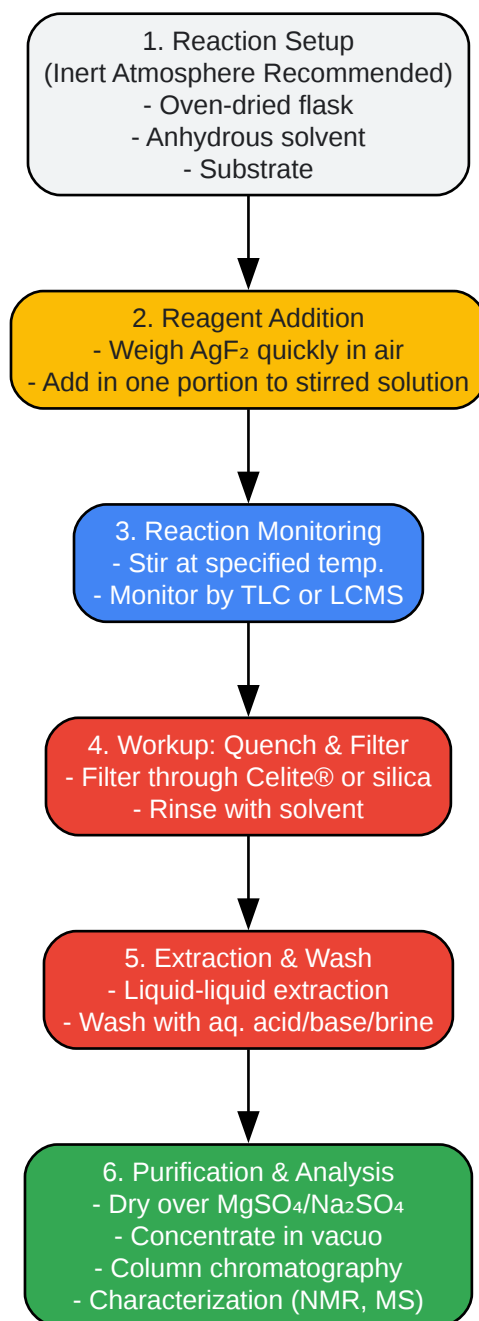 1. Reaction Setup
(Inert Atmosphere Recommended)
- Oven-dried flask
- Anhydrous solvent
- Substrate
2. Reagent Addition
- Weigh AgF₂ quickly in air
- Add in one portion to stirred solution
3. Reaction Monitoring
- Stir at specified temp.
- Monitor by TLC or LCMS
4. Workup: Quench & Filter
- Filter through Celite® or silica
- Rinse with solvent
5. Extraction & Wash
- Liquid-liquid extraction
- Wash with aq. acid/base/brine
6. Purification & Analysis
- Dry over MgSO₄/Na₂SO₄
- Concentrate in vacuo
- Column chromatography
- Characterization (NMR, MS)